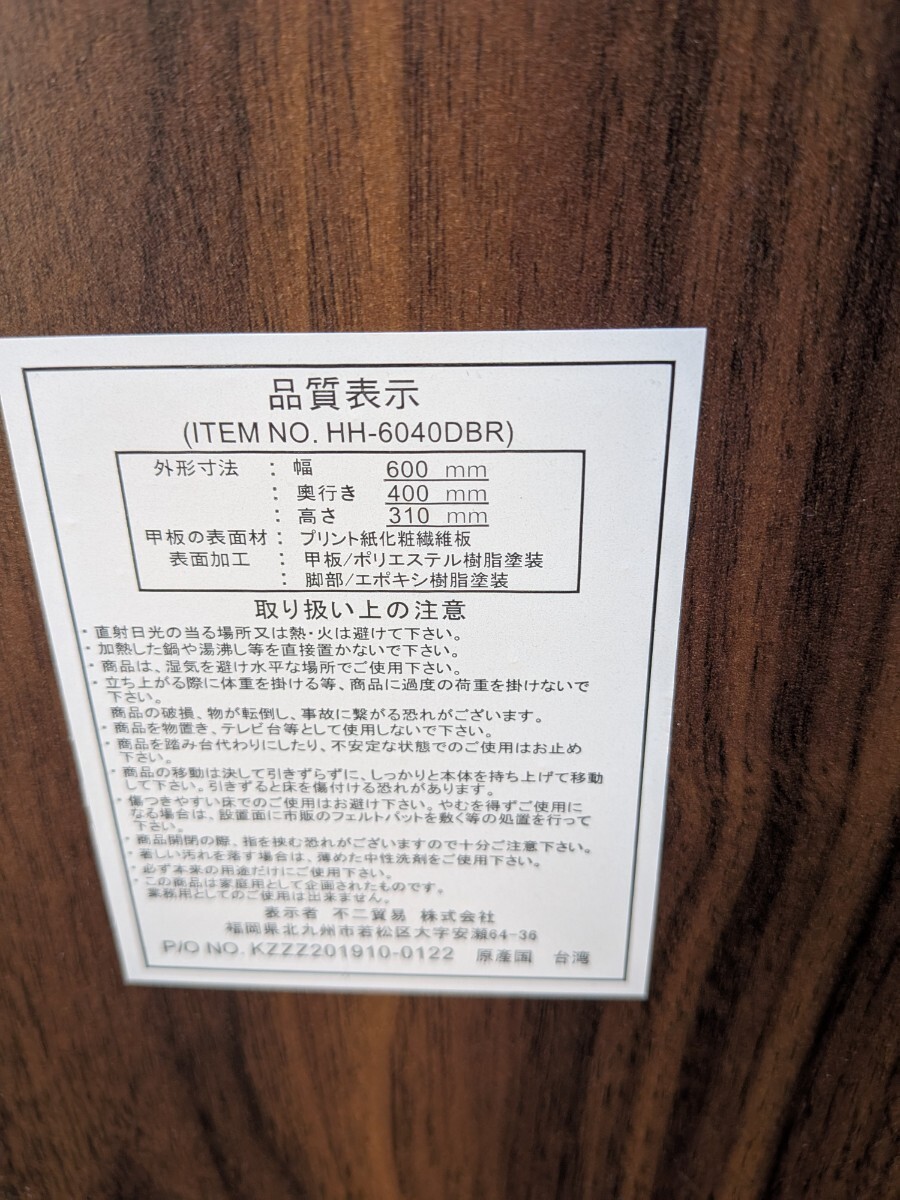 品質表示
(ITEM NO. HH-6040DBR)
外形寸法 : 幅 600 mm
: 奥行き 400 mm
: 高さ 310 mm
甲板の表面材 : プリント紙化粧繊維板
表面加工 : 甲板/ポリエステル樹脂塗装
: 脚部/エポキシ樹脂塗装
取り扱い上の注意
・直射日光の当る場所又は熱・火は避けて下さい。
・加熱した鍋や湯沸し等を直接置かないで下さい。
・商品は、湿気を避け水平な場所でご使用下さい。
・立ち上がる際に体重を掛ける等、商品に過度の荷重を掛けないで
下さい。
商品の破損、物が転倒し、事故に繋がる恐れがございます。
・商品を物置き、テレビ台等として使用しないで下さい。
・商品を踏み台代わりにしたり、不安定な状態でのご使用はお止め
下さい。
・商品の移動は決して引きずらずに、しっかりと本体を持ち上げて移動
して下さい。引きずると床を傷付ける恐れがあります。
・傷つきやすい床でのご使用はお避け下さい。やむを得ずご使用に
なる場合は、設置面に市販のフェルトパットを敷く等の処置を行って
下さい。
・商品開閉の際、指を挟む恐れがございますので十分ご注意下さい。
・著しい汚れを落す場合は、薄めた中性洗剤をご使用下さい。
・必ず本来の用途だけにご使用下さい。
・この商品は家庭用として企画されたものです。
業務用としてのご使用は出来ません。
表示者 不二貿易 株式会社
福岡県北九州市若松区大字安瀬64-36
P/O NO. KZZZ201910-0122 原産国 台湾